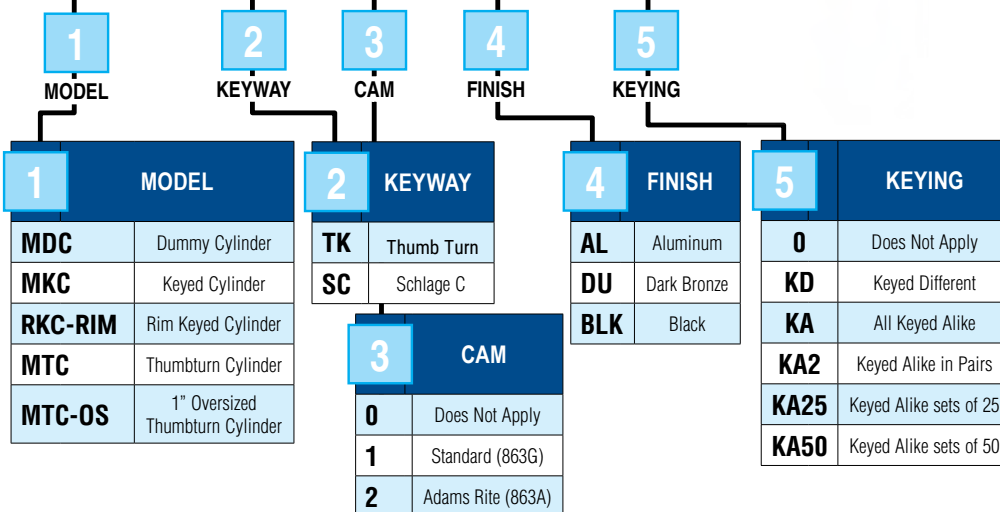 1 2 3 4 5
MODEL KEYWAY CAM FINISH KEYING
1 MODEL
MDC Dummy Cylinder
MKC Keyed Cylinder
RKC-RIM Rim Keyed Cylinder
MTC Thumbturn Cylinder
MTC-OS 1” Oversized
Thumbturn Cylinder
2 KEYWAY
TK Thumb Turn
SC Schlage C
3 CAM
0 Does Not Apply
1 Standard (863G)
2 Adams Rite (863A)
4 FINISH
AL Aluminum
DU Dark Bronze
BLK Black
5 KEYING
0 Does Not Apply
KD Keyed Different
KA All Keyed Alike
KA2 Keyed Alike in Pairs
KA25 Keyed Alike sets of 25
KA50 Keyed Alike sets of 50